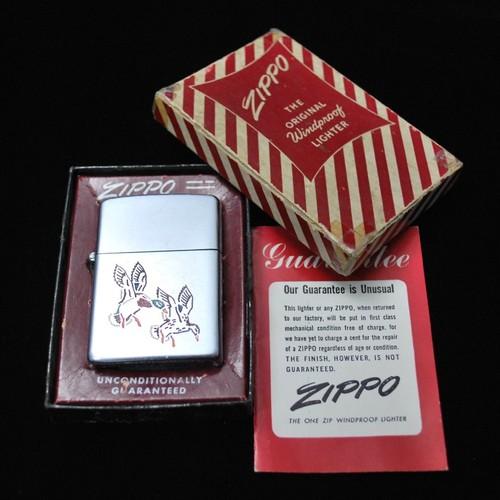 ZIPPO
THE
ORIGINAL
Windproof
LIGHTER
ZIPPO
UNCONDITIONALLY
GUARANTEED
Guarantee
Our Guarantee is Unusual
This lighter or any ZIPPO, when returned
to our factory, will be put in first class
mechanical condition free of charge, for
we have yet to charge a cent for the repair
of a ZIPPO regardless of age or condition.
THE FINISH, HOWEVER, IS NOT
GUARANTEED.
ZIPPO
THE ONE ZIP WINDPROOF LIGHTER